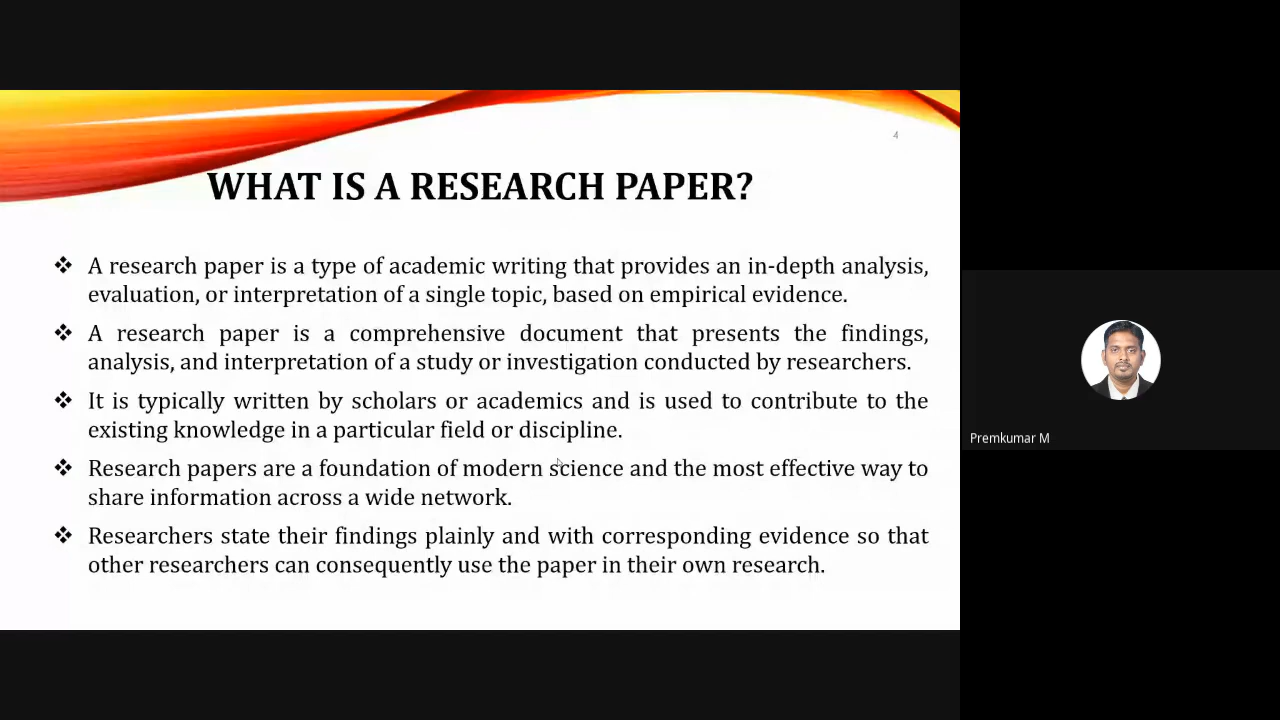 4
WHAT IS A RESEARCH PAPER?
❖ A research paper is a type of academic writing that provides an in-depth analysis,
evaluation, or interpretation of a single topic, based on empirical evidence.
❖ A research paper is a comprehensive document that presents the findings,
analysis, and interpretation of a study or investigation conducted by researchers.
❖ It is typically written by scholars or academics and is used to contribute to the
existing knowledge in a particular field or discipline.
❖ Research papers are a foundation of modern science and the most effective way to
share information across a wide network.
❖ Researchers state their findings plainly and with corresponding evidence so that
other researchers can consequently use the paper in their own research.
Premkumar M